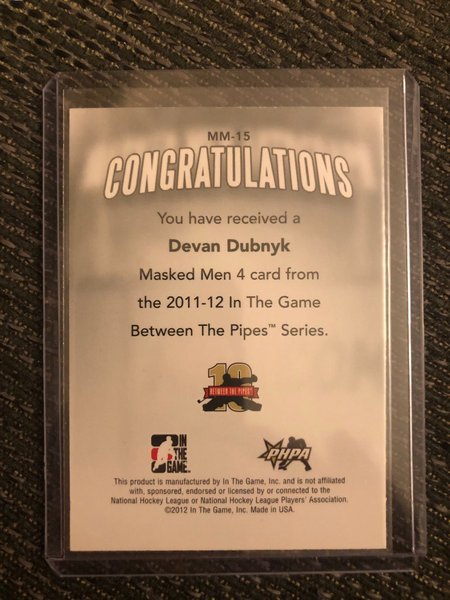 MM-15
CONGRATULATIONS
You have received a
Devan Dubnyk
Masked Men 4 card from
the 2011-12 In The Game
Between The Pipes™ Series.
10
BETWEEN THE PIPES
IN
THE
GAME
PHPA
This product is manufactured by In The Game, Inc. and is not affiliated
with, sponsored, endorsed or licensed by or connected to the
National Hockey League or National Hockey League Players' Association.
©2012 In The Game, Inc. Made in USA.